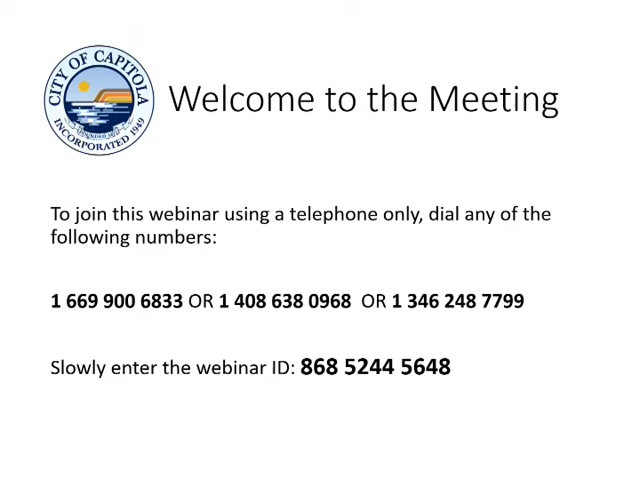 CITY OF CAPITOLA
INCORPORATED 1949
Welcome to the Meeting
To join this webinar using a telephone only, dial any of the
following numbers:
1 669 900 6833 OR 1 408 638 0968 OR 1 346 248 7799
Slowly enter the webinar ID: 868 5244 5648